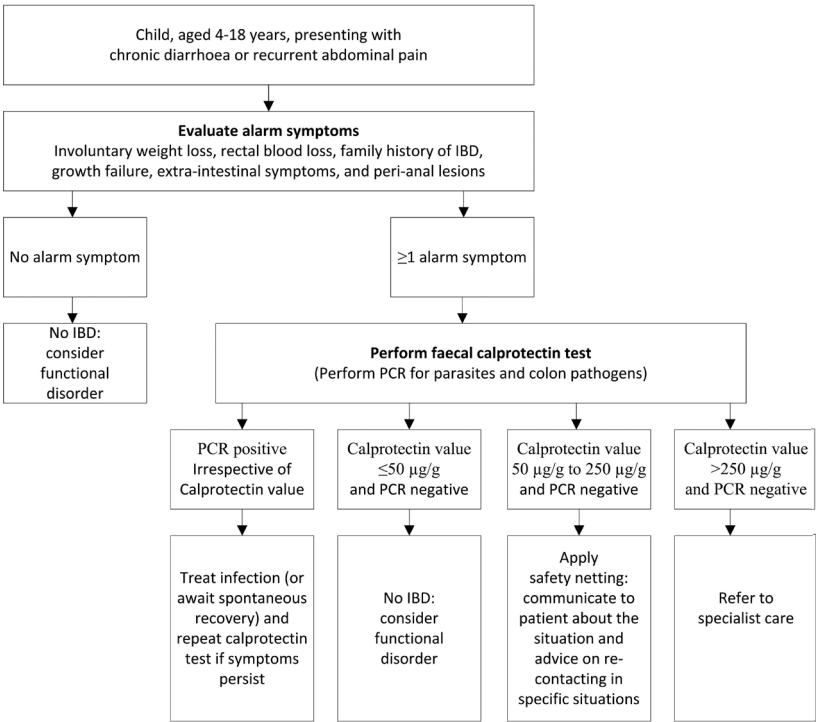 Child, aged 4-18 years, presenting with
chronic diarrhoea or recurrent abdominal pain
Evaluate alarm symptoms
Involuntary weight loss, rectal blood loss, family history of IBD,
growth failure, extra-intestinal symptoms, and peri-anal lesions
No alarm symptom
≥1 alarm symptom
No IBD:
consider
functional
disorder
Perform faecal calprotectin test
(Perform PCR for parasites and colon pathogens)
PCR positive
Irrespective of
Calprotectin value
Calprotectin value
≤50 µg/g
and PCR negative
Calprotectin value
50 µg/g to 250 µg/g
and PCR negative
Calprotectin value
>250 µg/g
and PCR negative
Treat infection (or
await spontaneous
recovery) and
repeat calprotectin
test if symptoms
persist
No IBD:
consider
functional
disorder
Apply
safety netting:
communicate to
patient about the
situation and
advice on re-
contacting in
specific situations
Refer to
specialist care